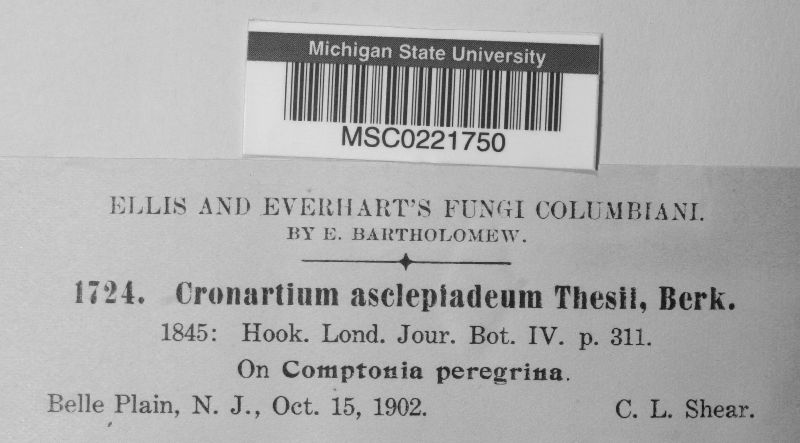 Michigan State University
MSC0221750
ELLIS AND EVERHART'S FUNGI COLUMBIANI.
BY E. BARTHOLOMEW.
1724. Cronartium asclepiadeum Thesii, Berk.
1845: Hook. Lond. Jour. Bot. IV. p. 311.
On Comptonia peregrina.
Belle Plain, N. J., Oct. 15, 1902. C. L. Shear.